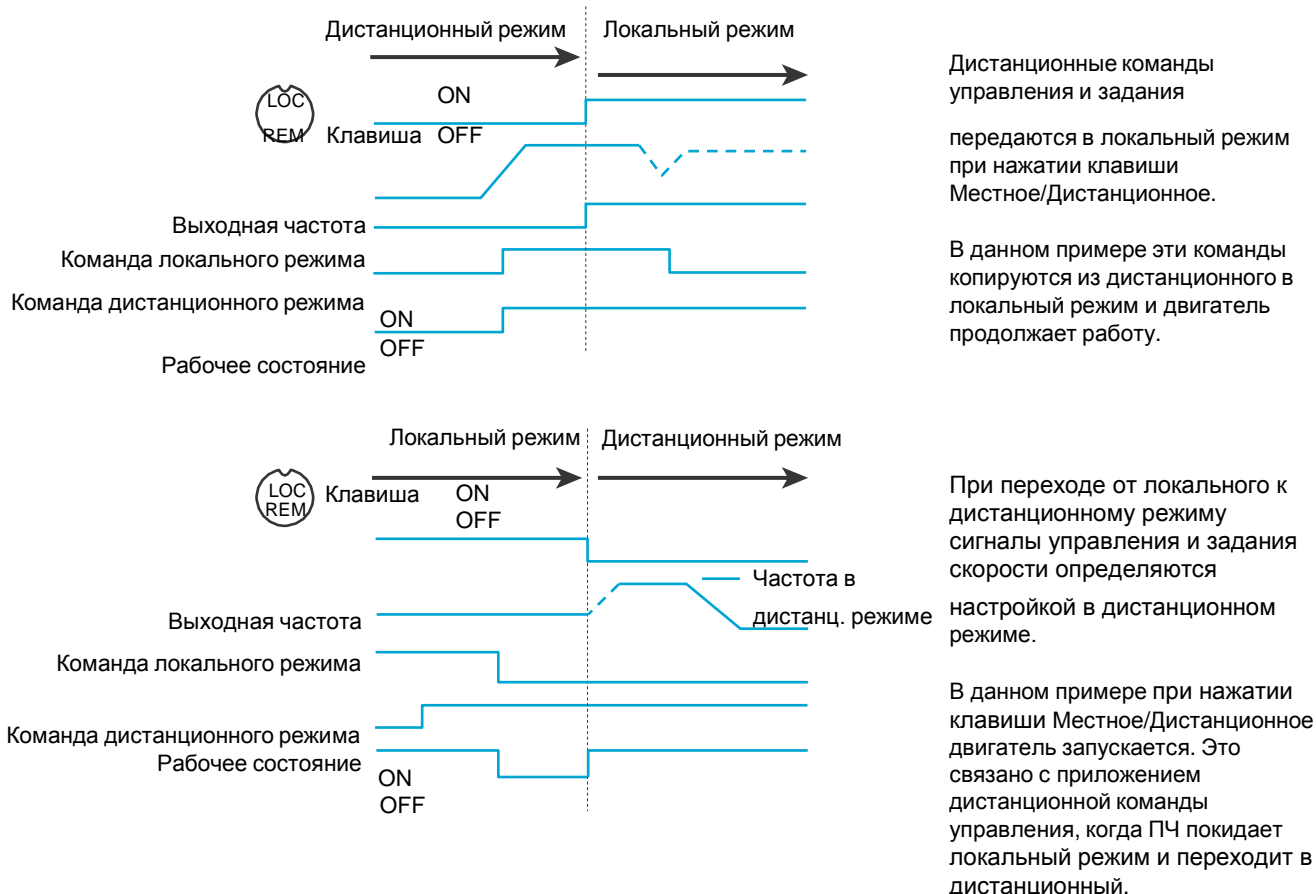 Дистанционный режим
Локальный режим
LOC
REM
Клавиша
ON
OFF
Выходная частота
Команда локального режима
Команда дистанционного режима
ON
OFF
Рабочее состояние
Дистанционные команды
управления и задания
передаются в локальный режим
при нажатии клавиши
Местное/Дистанционное.
В данном примере эти команды
копируются из дистанционного в
локальный режим и двигатель
продолжает работу.
Локальный режим
Дистанционный режим
LOC
REM
Клавиша
ON
OFF
Частота в
дистанц. режиме
Выходная частота
Команда локального режима
Команда дистанционного режима
Рабочее состояние
ON
OFF
При переходе от локального к
дистанционному режиму
сигналы управления и задания
скорости определяются
настройкой в дистанционном
режиме.
В данном примере при нажатии
клавиши Местное/Дистанционное
двигатель запускается. Это
связано с приложением
дистанционной команды
управления, когда ПЧ покидает
локальный режим и переходит в
дистанционный.